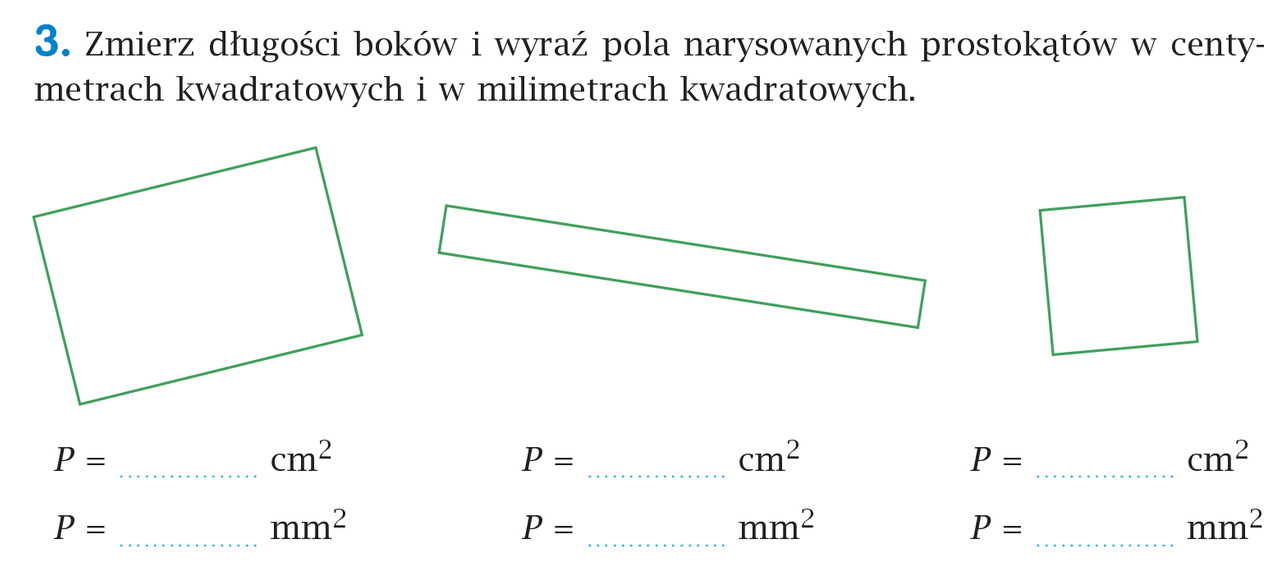 3. Zmierz długości boków i wyraź pola narysowanych prostokątów w centy-
metrach kwadratowych i w milimetrach kwadratowych.
P = ................. cm² P = ................. cm² P = ................. cm²
P = ................. mm² P = ................. mm² P = ................. mm²